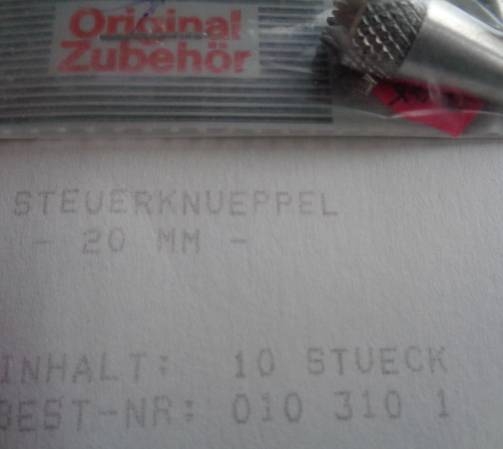 Original
Zubehör
STEUERKNUEPPEL
- 20 MM -
INHALT: 10 STUECK
BEST-NR: 010 310 1